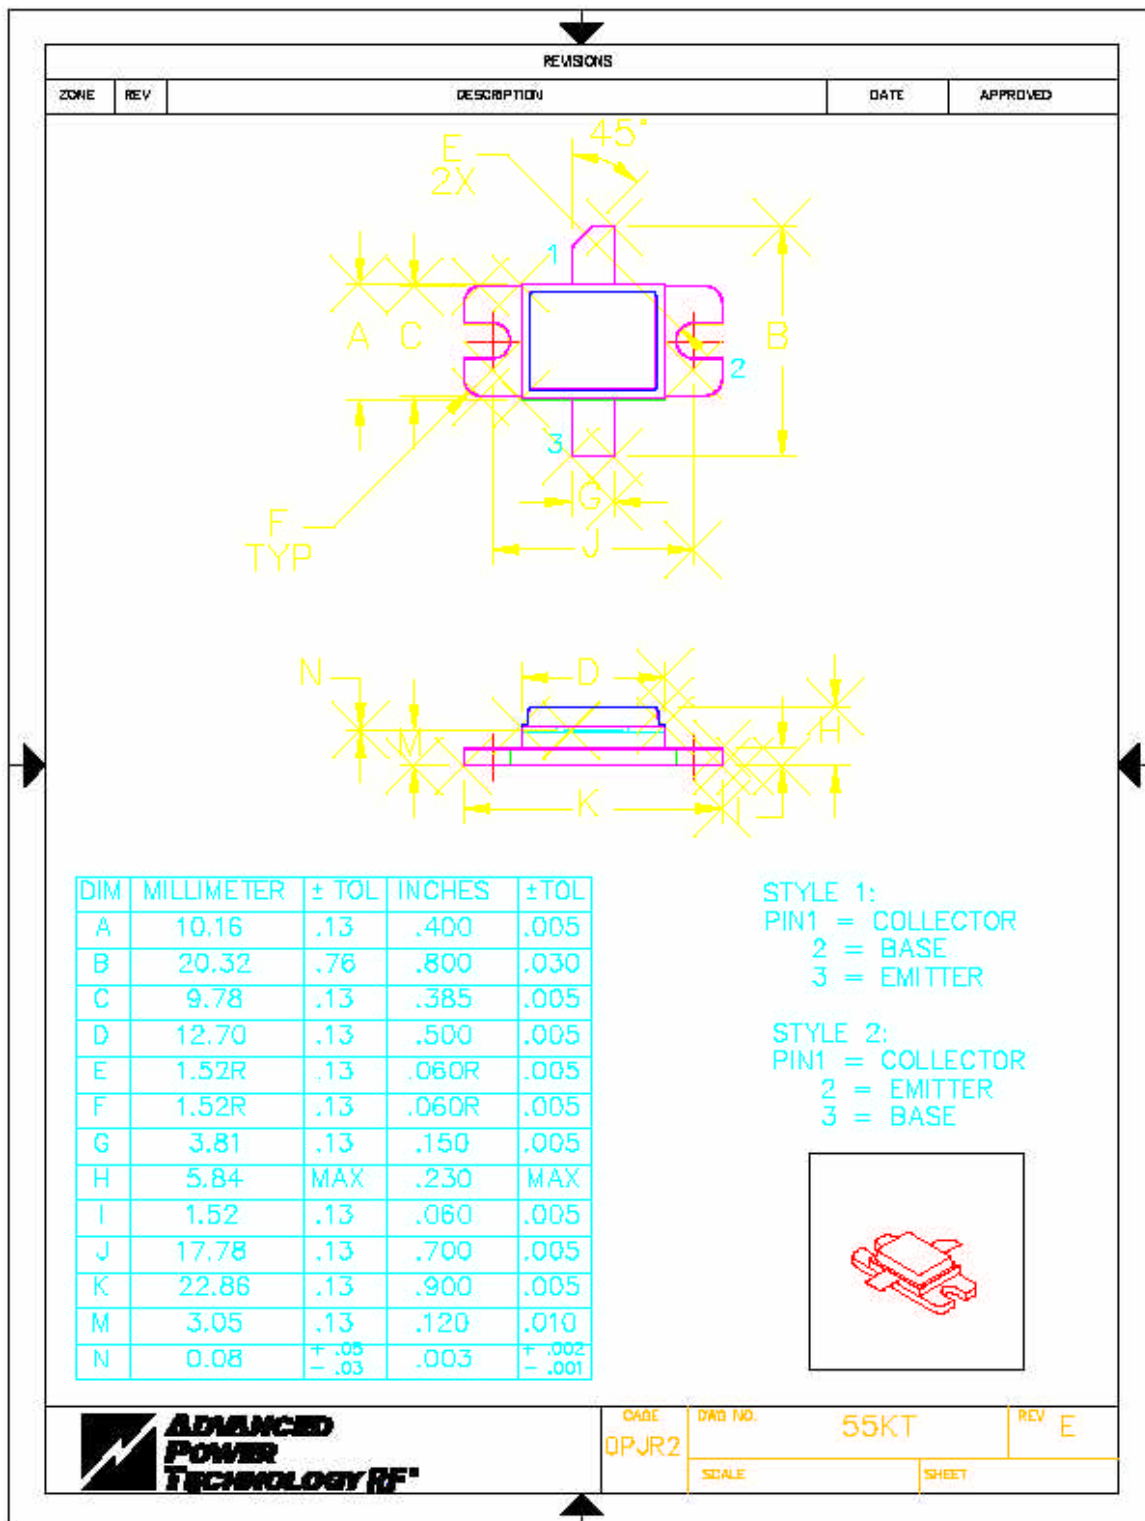 REVISIONS
ZONE REV DESCRIPTION DATE APPROVED
45°
E
2X
1
A C B
2
3
G
F
TYP
J
N D
M H
K I
DIM MILLIMETER ± TOL INCHES ±TOL
A 10.16 .13 .400 .005
B 20.32 .76 .800 .030
C 9.78 .13 .385 .005
D 12.70 .13 .500 .005
E 1.52R .13 .060R .005
F 1.52R .13 .060R .005
G 3.81 .13 .150 .005
H 5.84 MAX .230 MAX
I 1.52 .13 .060 .005
J 17.78 .13 .700 .005
K 22.86 .13 .900 .005
M 3.05 .13 .120 .010
N 0.08 + .05 - .03 .003 + .002 - .001
STYLE 1:
PIN1 = COLLECTOR
2 = BASE
3 = EMITTER
STYLE 2:
PIN1 = COLLECTOR
2 = EMITTER
3 = BASE
ADVANCED
POWER
TECHNOLOGY RF®
CAGE
0PJR2
DWG NO. 55KT
REV E
SCALE SHEET